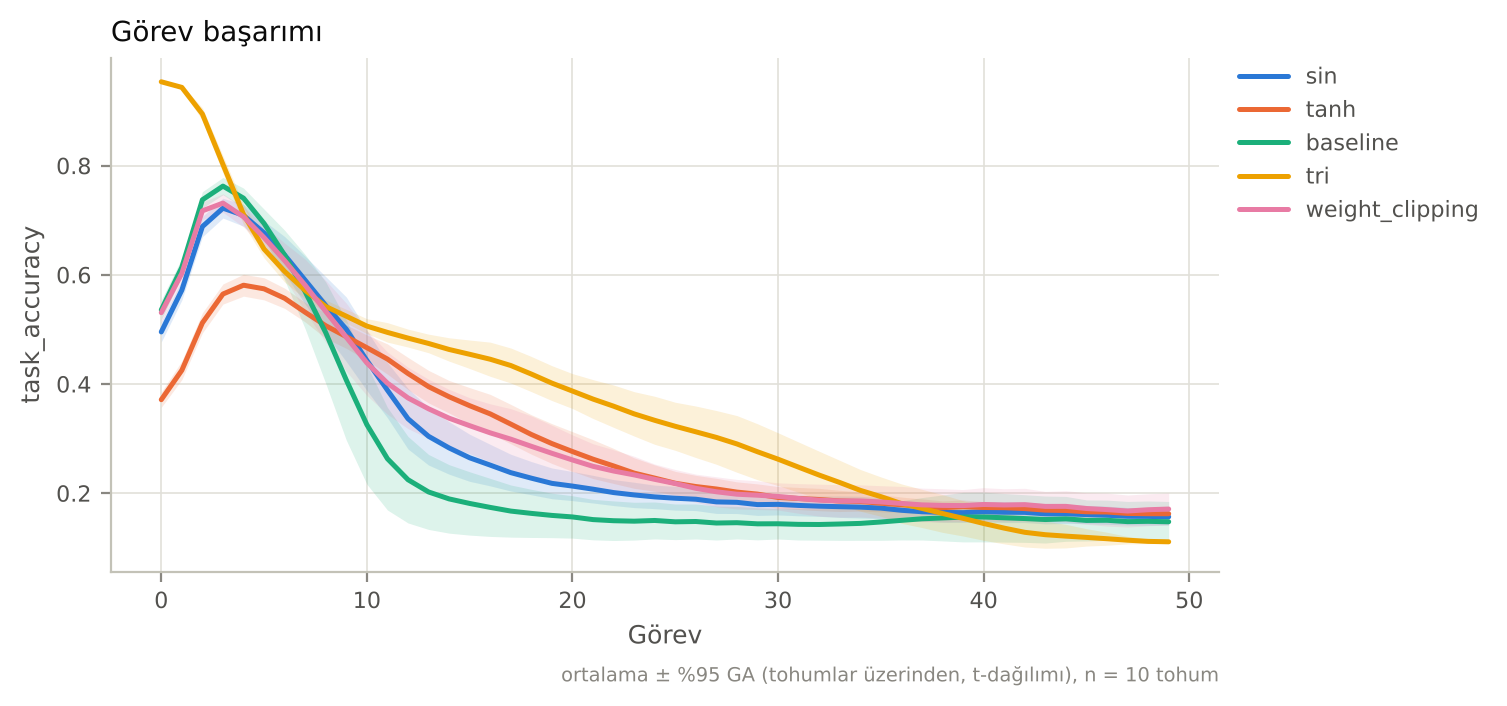 Görev başarımı
sin
tanh
baseline
tri
weight_clipping
task_accuracy
0.8
0.6
0.4
0.2
0 10 20 30 40 50
Görev
ortalama ± %95 GA (tohumlar üzerinden, t-dağılımı), n = 10 tohum